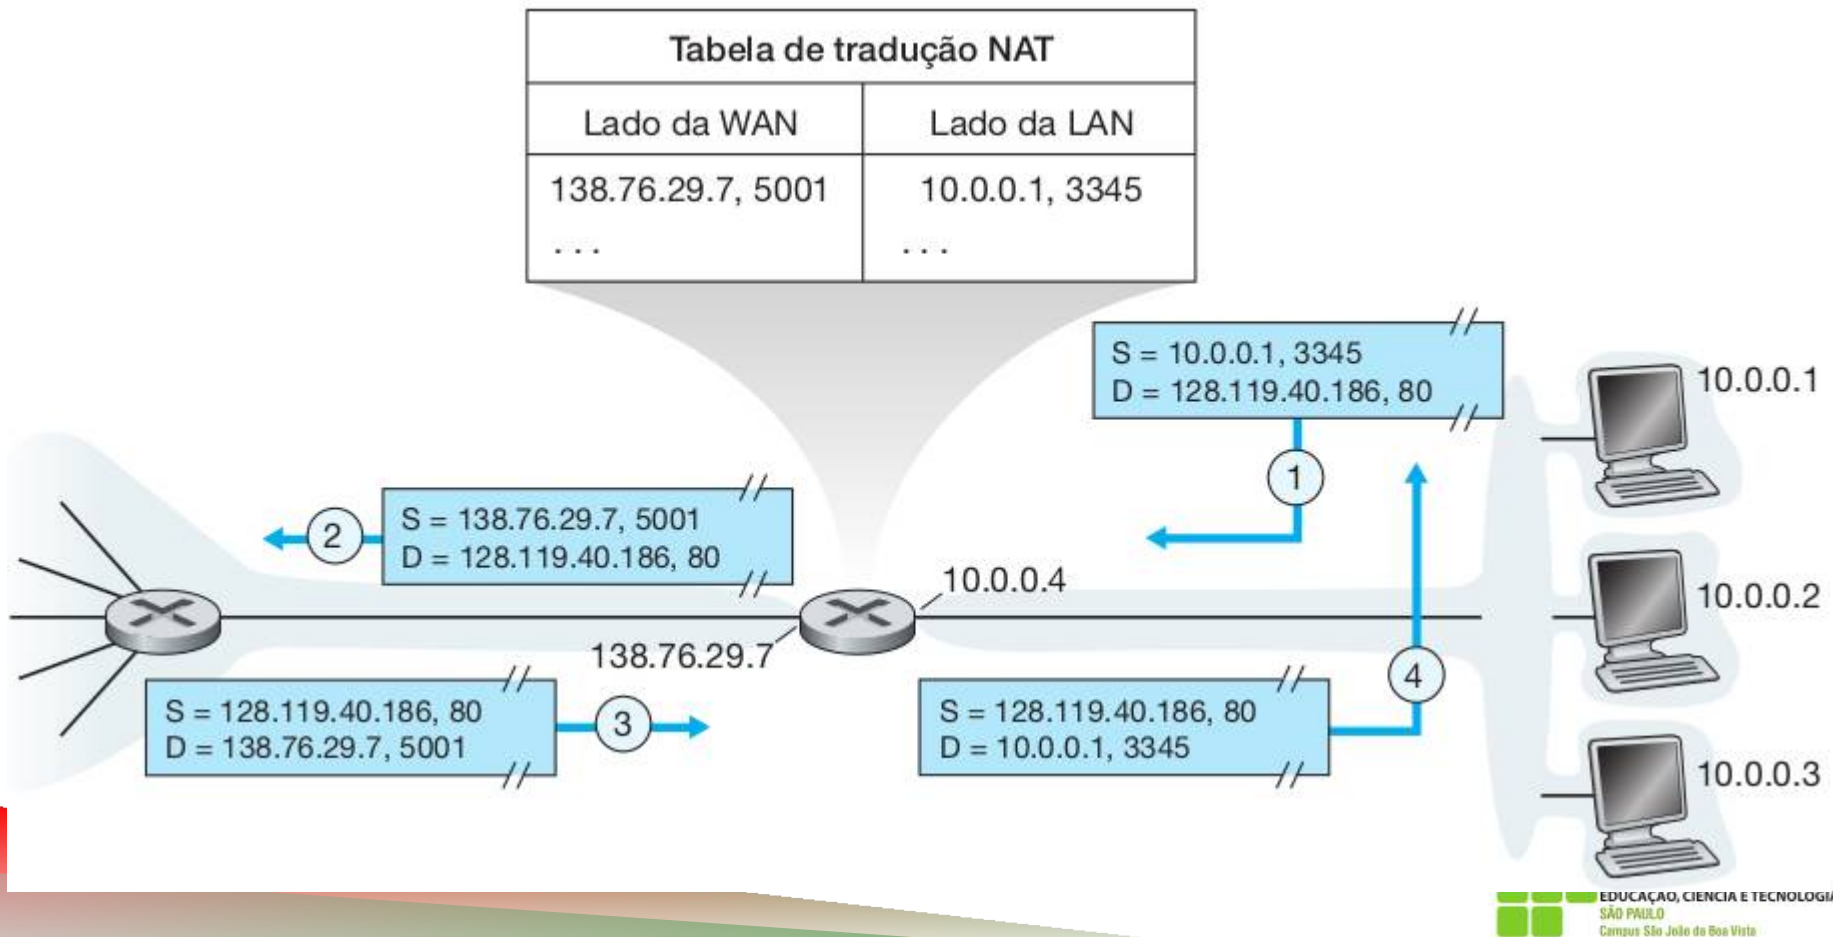 Tabela de tradução NAT
Lado da WAN Lado da LAN
138.76.29.7, 5001 10.0.0.1, 3345
. . . . . .
S = 10.0.0.1, 3345
D = 128.119.40.186, 80
10.0.0.1
1
S = 138.76.29.7, 5001
D = 128.119.40.186, 80
2
10.0.0.4
10.0.0.2
138.76.29.7
S = 128.119.40.186, 80
D = 138.76.29.7, 5001
3
S = 128.119.40.186, 80
D = 10.0.0.1, 3345
4
10.0.0.3
EDUCAÇÃO, CIÊNCIA E TECNOLOGIA
SÃO PAULO
Campus São João da Boa Vista